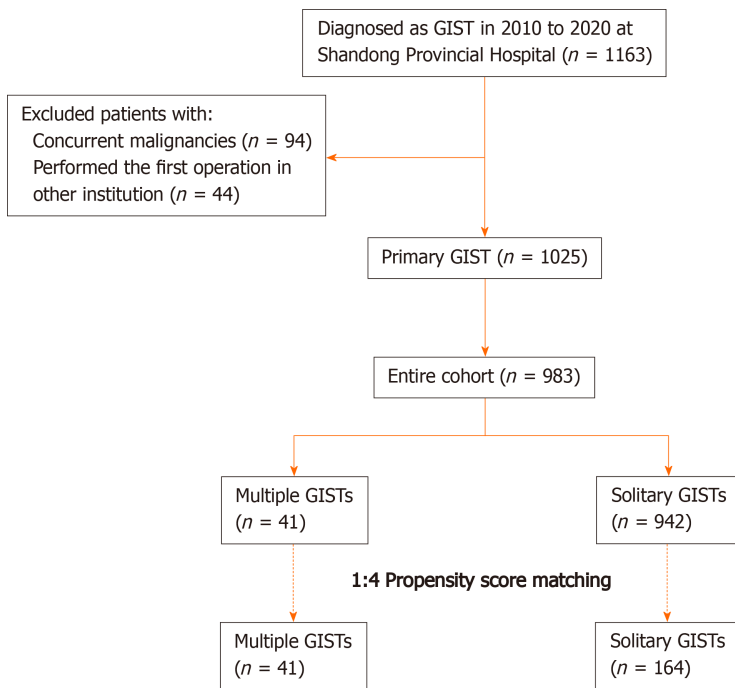 Diagnosed as GIST in 2010 to 2020 at
Shandong Provincial Hospital (n = 1163)
Excluded patients with:
Concurrent malignancies (n = 94)
Performed the first operation in
other institution (n = 44)
Primary GIST (n = 1025)
Entire cohort (n = 983)
Multiple GISTs
(n = 41)
Solitary GISTs
(n = 942)
1:4 Propensity score matching
Multiple GISTs
(n = 41)
Solitary GISTs
(n = 164)